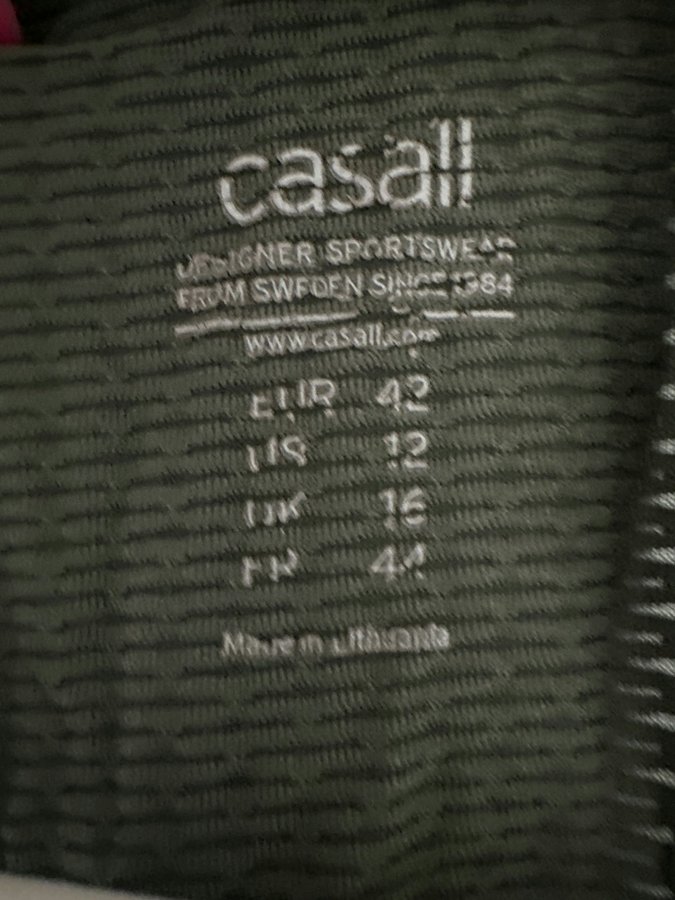 casall
DESIGNER SPORTSWEAR
FROM SWEDEN SINCE 1984
www.casall.com
EUR 42
US 12
UK 16
FR 44
Made in Lithuania